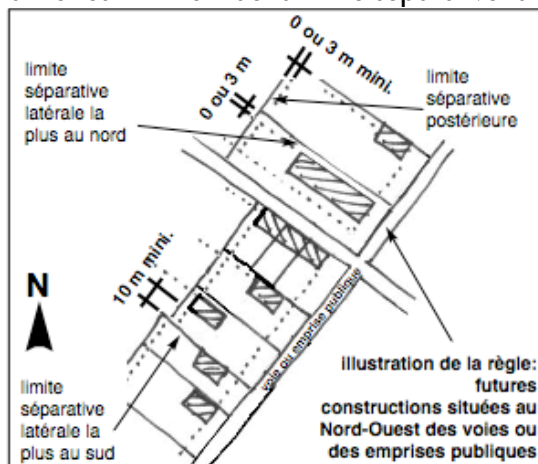 0 ou 3 m mini.
limite
séparative
latérale la
plus au nord
0 ou 3 m
limite
séparative
postérieure
10 m mini.
N
voie ou emprise publique
limite
séparative
latérale la
plus au sud
illustration de la règle:
futures
constructions situées au
Nord-Ouest des voies ou
des emprises publiques